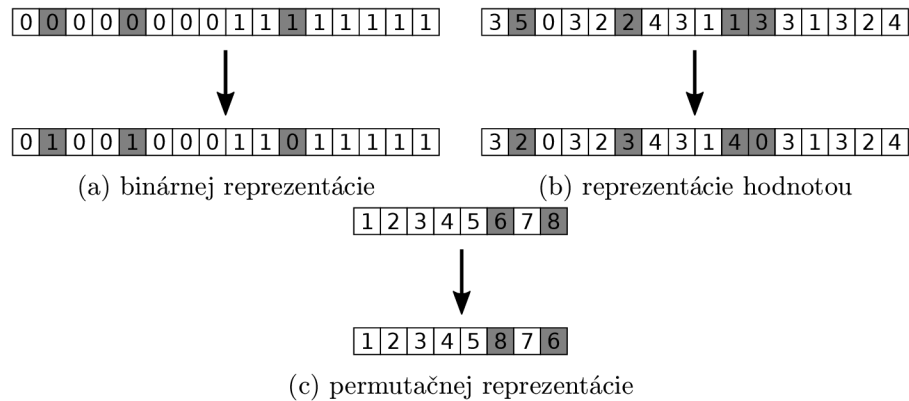 0 0 0 0 0 0 0 0 1 1 1 1 1 1 1 1
0 1 0 0 1 0 0 0 1 1 0 1 1 1 1 1
(a) binárnej reprezentácie
3 5 0 3 2 2 4 3 1 1 3 3 1 3 2 4
3 2 0 3 2 3 4 3 1 4 0 3 1 3 2 4
(b) reprezentácie hodnotou
1 2 3 4 5 6 7 8
1 2 3 4 5 8 7 6
(c) permutačnej reprezentácie